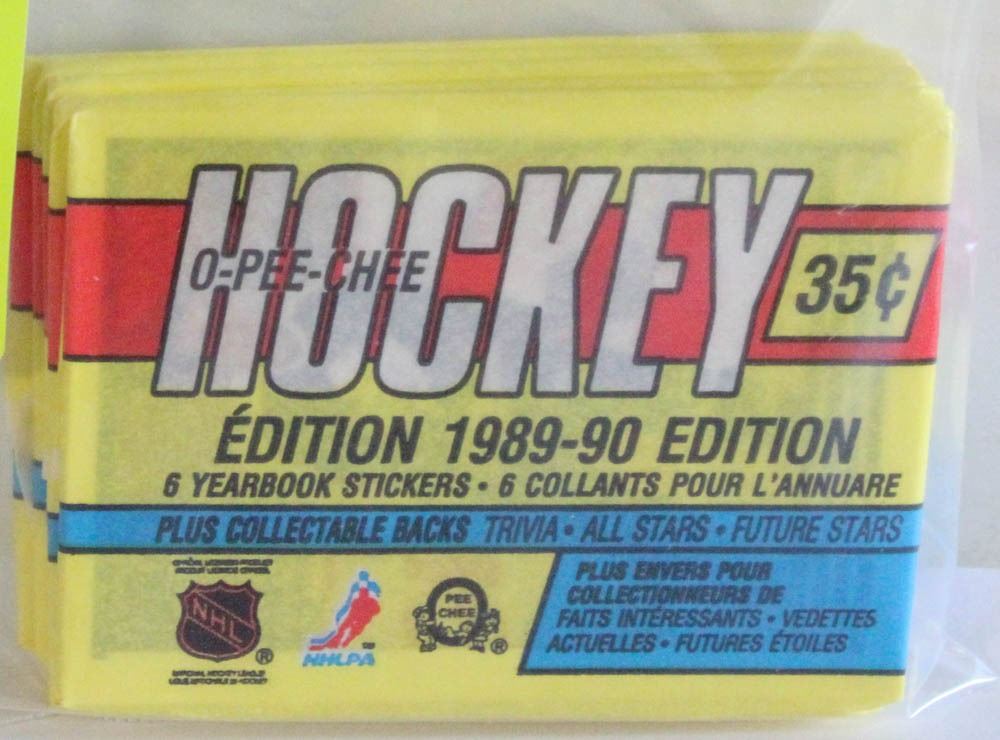 HOCKEY
O-PEE-CHEE
35¢
ÉDITION 1989-90 EDITION
6 YEARBOOK STICKERS • 6 COLLANTS POUR L'ANNUARE
PLUS COLLECTABLE BACKS TRIVIA • ALL STARS • FUTURE STARS
PLUS ENVERS POUR
COLLECTIONNEURS DE
FAITS INTÉRESSANTS • VEDETTES
ACTUELLES • FUTURES ÉTOILES
NHL
®
NHLPA
™
PEE
CHEE
®